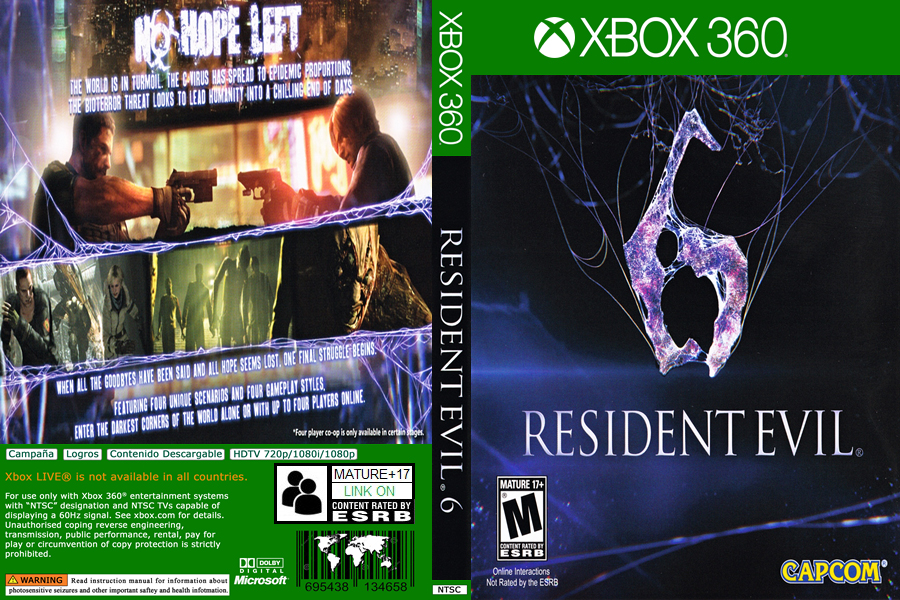 NO HOPE LEFT
THE WORLD IS IN TURMOIL. THE C-VIRUS HAS SPREAD TO EPIDEMIC PROPORTIONS.
THE BIOTERROR THREAT LOOKS TO LEAD HUMANITY INTO A CHILLING END OF DAYS.
WHEN ALL THE GOODBYES HAVE BEEN SAID AND ALL HOPE SEEMS LOST, ONE FINAL STRUGGLE BEGINS.
FEATURING FOUR UNIQUE SCENARIOS AND FOUR GAMEPLAY STYLES,
ENTER THE DARKEST CORNERS OF THE WORLD ALONE OR WITH UP TO FOUR PLAYERS ONLINE.
*Four player co-op is only available in certain stages.
Campaña Logros Contenido Descargable HDTV 720p/1080i/1080p
Xbox LIVE® is not available in all countries.
For use only with Xbox 360® entertainment systems
with "NTSC" designation and NTSC TVs capable of
displaying a 60Hz signal. See xbox.com for details.
Unauthorised coping reverse engineering,
transmission, public performance, rental, pay for
play or circumvention of copy protection is strictly
prohibited.
MATURE+17
LINK ON
CONTENT RATED BY
ESRB
DOLBY
DIGITAL
Microsoft®
695438 134658
WARNING Read instruction manual for information about
photosensitive seizures and other important saftey and health infotmation.
XBOX 360.
RESIDENT EVIL® 6
NTSC
XBOX 360®
6
RESIDENT EVIL®
MATURE 17+
M
®
CONTENT RATED BY
ESRB
Online Interactions
Not Rated by the ESRB
CAPCOM®